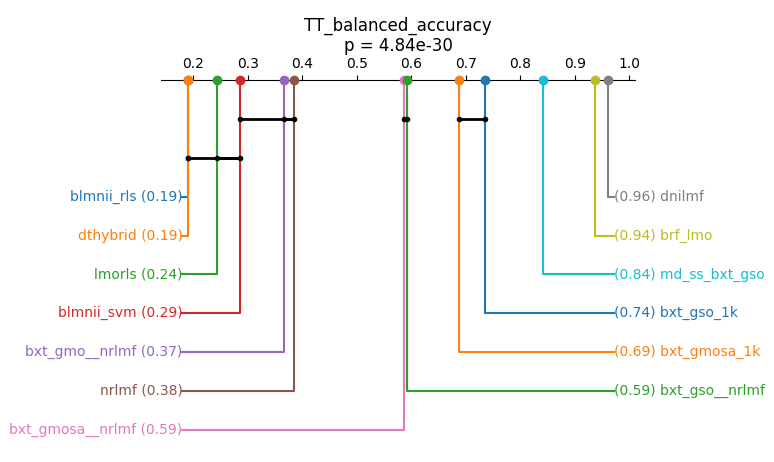 TT_balanced_accuracy
p = 4.84e-30
0.2 0.3 0.4 0.5 0.6 0.7 0.8 0.9 1.0
blmnii_rls (0.19) (0.96) dnilmf
dthybrid (0.19) (0.94) brf_lmo
lmorls (0.24) (0.84) md_ss_bxt_gso
blmnii_svm (0.29) (0.74) bxt_gso_1k
bxt_gmo__nrlmf (0.37) (0.69) bxt_gmosa_1k
nrlmf (0.38) (0.59) bxt_gso__nrlmf
bxt_gmosa__nrlmf (0.59)